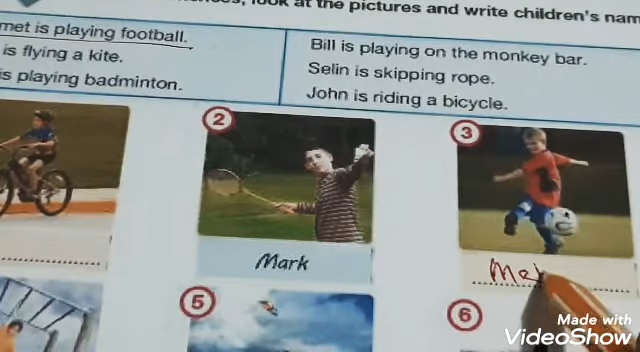 look at the pictures and write children's nam
met is playing football.
is flying a kite.
is playing badminton.
Bill is playing on the monkey bar.
Selin is skipping rope.
John is riding a bicycle.
2
3
Mark
Me
5
6
Made with
VideoShow